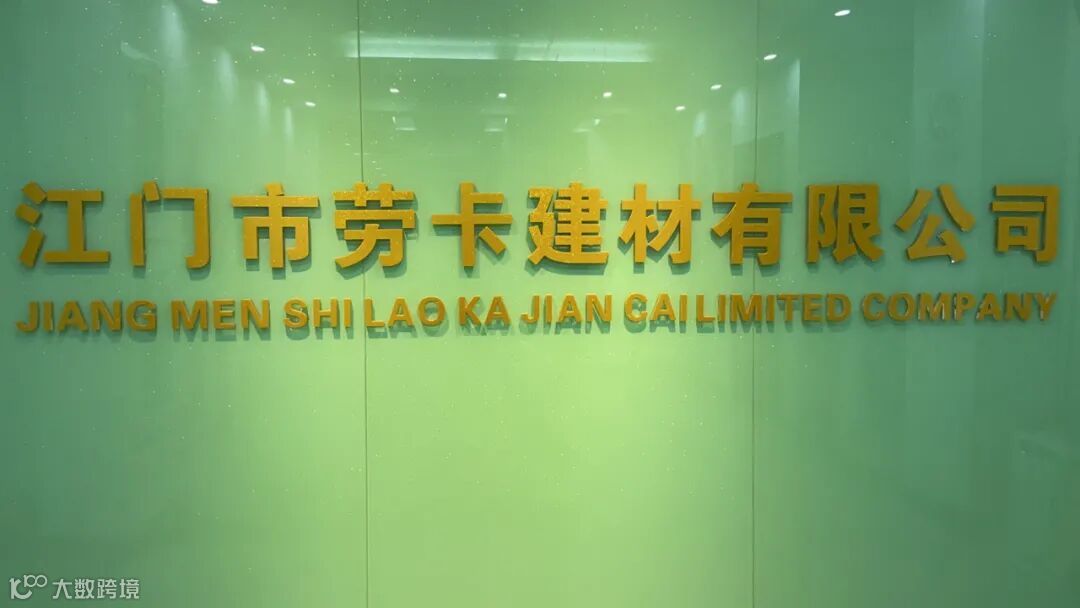 江门市劳卡建材有限公司
JIANG MEN SHI LAO KA JIAN CAI LIMITED COMPANY
大数跨境